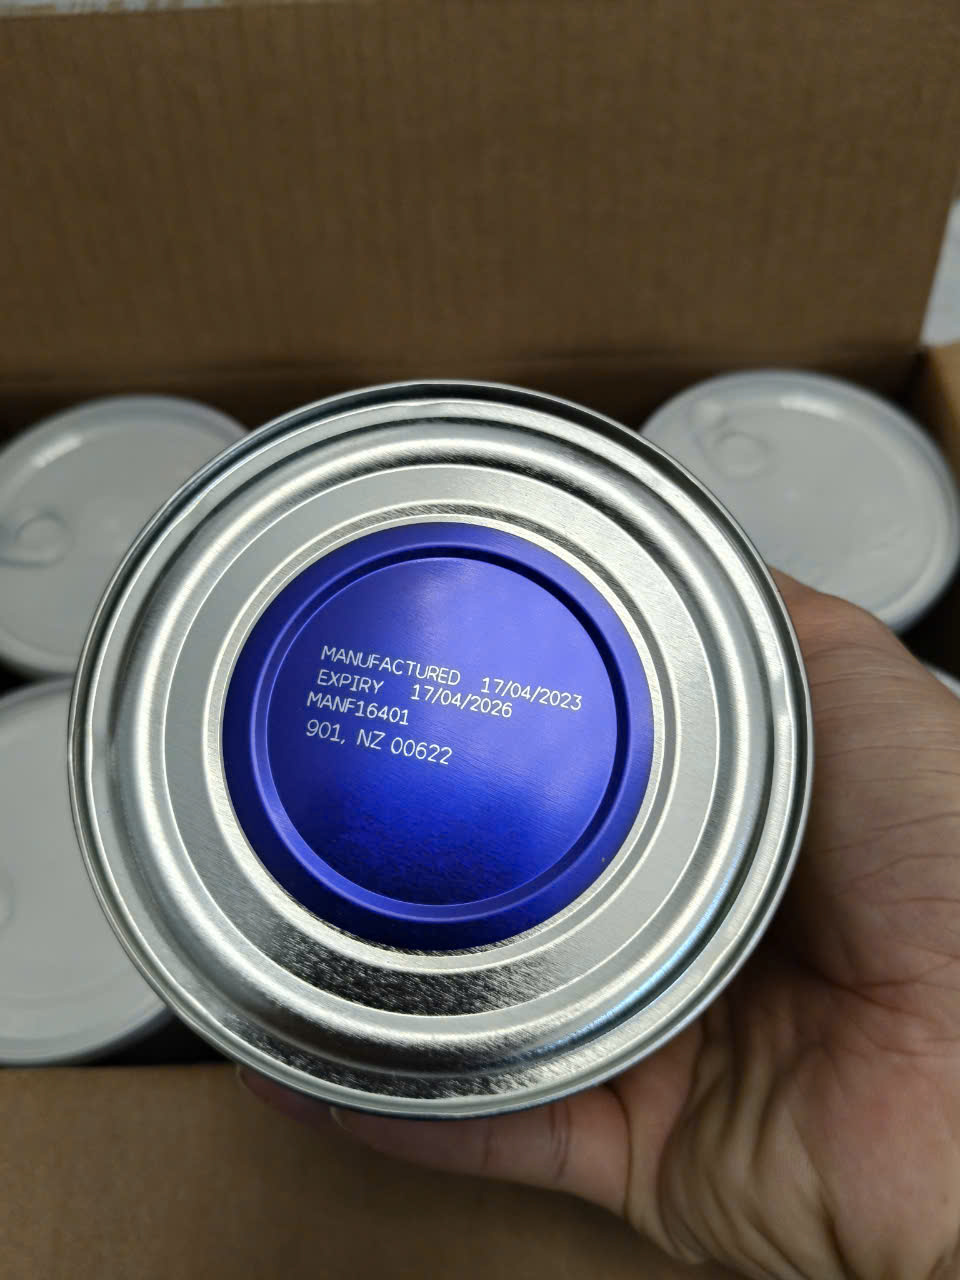 MANUFACTURED 17/04/2023
EXPIRY 17/04/2026
MANF16401
901, NZ 00622